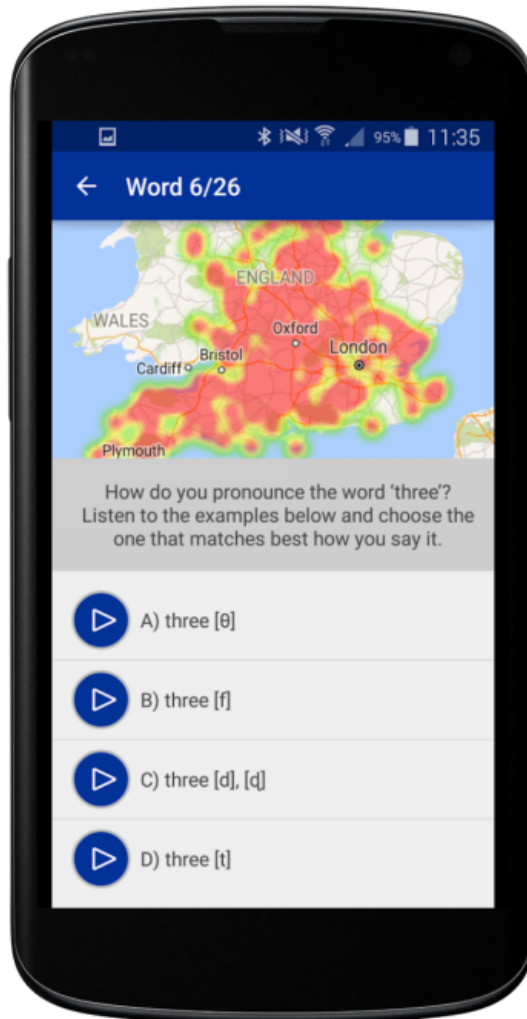 95% 11:35
← Word 6/26
ENGLAND
WALES
Oxford
London
Bristol
Cardiff
Plymouth
How do you pronounce the word ‘three’?
Listen to the examples below and choose the
one that matches best how you say it.
A) three [θ]
B) three [f]
C) three [d], [d̪]
D) three [t]